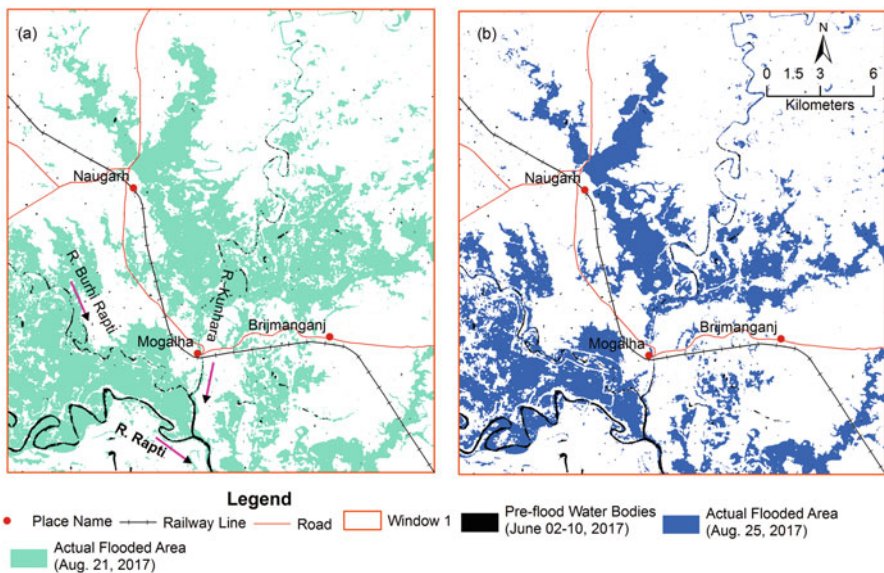 (a)
Naugarh
R. Burhi Rapti
R. Kunhara
Mogalha
Brijmanganj
R. Rapti
(b)
N
0 1.5 3 6
Kilometers
Naugarh
Mogalha
Brijmanganj
Legend
Place Name Railway Line Road Window 1 Pre-flood Water Bodies
(June 02-10, 2017) Actual Flooded Area
(Aug. 25, 2017)
Actual Flooded Area
(Aug. 21, 2017)